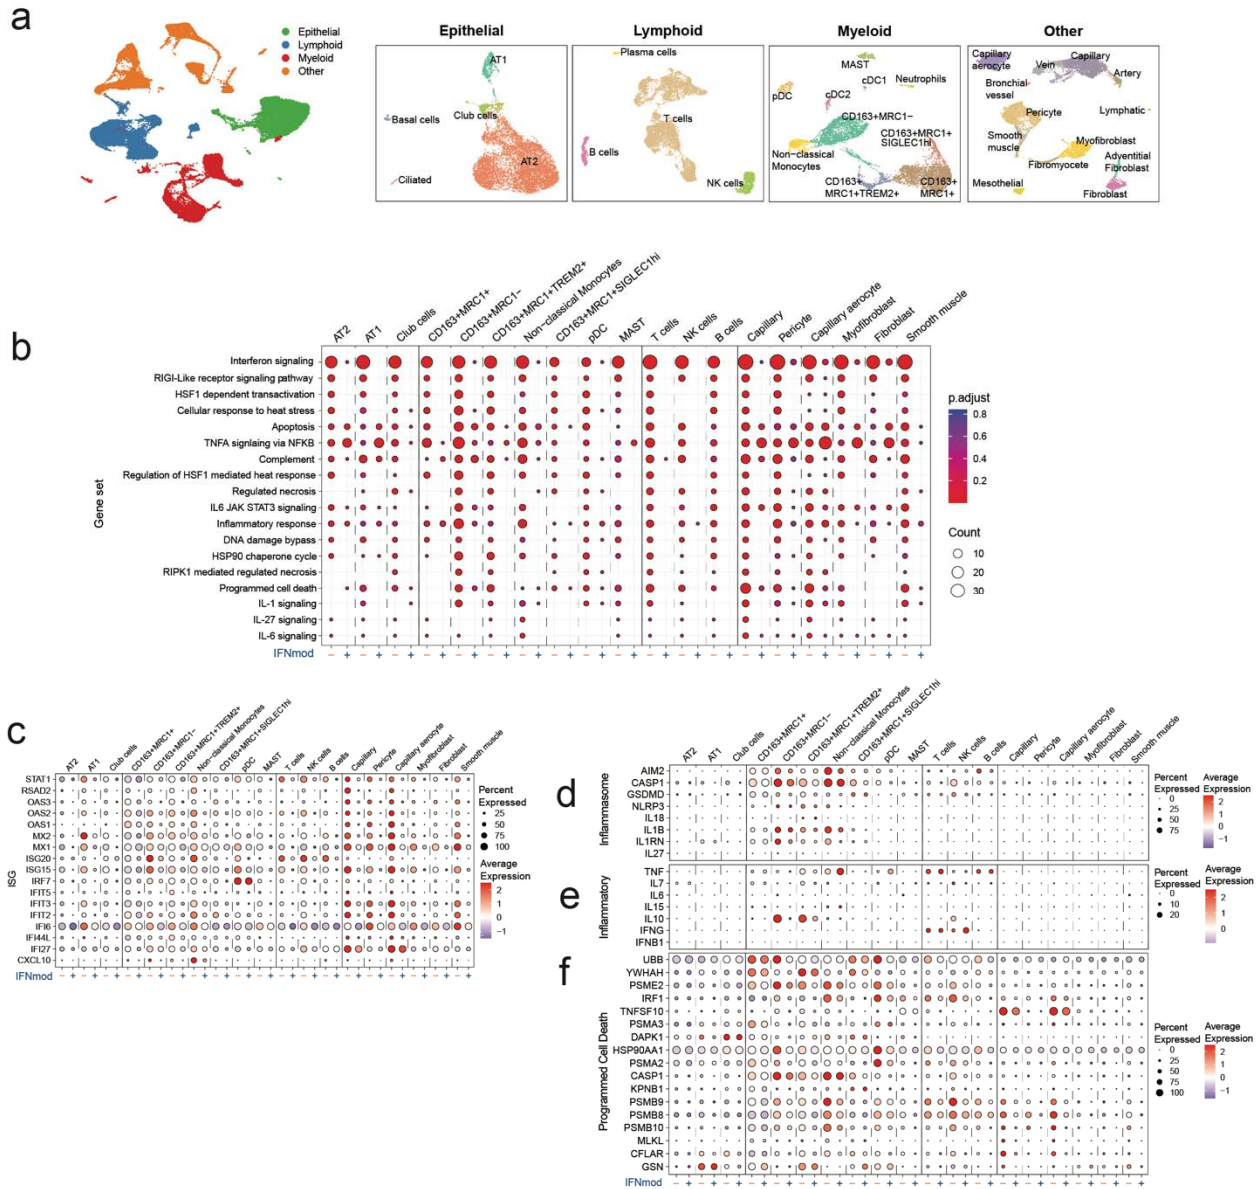 a
Epithelial
Lymphoid
Myeloid
Other
Epithelial
AT1
Club cells
Basal cells
AT2
Ciliated
Lymphoid
Plasma cells
T cells
B cells
NK cells
Myeloid
MAST
cDC1
Neutrophils
pDC
cDC2
CD163+MRC1−
CD163+MRC1+
SIGLEC1hi
Non−classical
Monocytes
CD163+
MRC1+TREM2+
CD163+
MRC1+
Other
Capillary
aerocyte
Capillary
Vein
Artery
Bronchial
vessel
Lymphatic
Pericyte
Smooth
muscle
Myofibroblast
Fibromyocete
Adventitial
Fibroblast
Mesothelial
Fibroblast
b
AT2
AT1
Club cells
CD163+MRC1+
CD163+MRC1−
CD163+MRC1+TREM2+
Non−classical Monocytes
CD163+MRC1+SIGLEC1hi
pDC
MAST
T cells
NK cells
B cells
Capillary
Pericyte
Capillary aerocyte
Myofibroblast
Fibroblast
Smooth muscle
Gene set
Interferon signaling
RIGI−Like receptor signaling pathway
HSF1 dependent transactivation
Cellular response to heat stress
Apoptosis
TNFA signlaing via NFKB
Complement
Regulation of HSF1 mediated heat response
Regulated necrosis
IL6 JAK STAT3 signaling
Inflammatory response
DNA damage bypass
HSP90 chaperone cycle
RIPK1 mediated regulated necrosis
Programmed cell death
IL−1 signaling
IL−27 signaling
IL−6 signaling
IFNmod
− + − + − + − + − + − + − + − + − + − + − + − + − + − + − + − + − + − + − +
p.adjust
0.8
0.6
0.4
0.2
Count
10
20
30
c
AT2
AT1
Club cells
CD163+MRC1+
CD163+MRC1−
CD163+MRC1+TREM2+
Non−classical Monocytes
CD163+MRC1+SIGLEC1hi
pDC
MAST
T cells
NK cells
B cells
Capillary
Pericyte
Capillary aerocyte
Myofibroblast
Fibroblast
Smooth muscle
ISG
STAT1
RSAD2
OAS3
OAS2
OAS1
MX2
MX1
ISG20
ISG15
IRF7
IFIT5
IFIT3
IFIT2
IFI6
IFI44L
IFI27
CXCL10
IFNmod
− + − + − + − + − + − + − + − + − + − + − + − + − + − + − + − + − + − + − +
Percent
Expressed
25
50
75
100
Average
Expression
2
1
0
−1
d
AT2
AT1
Club cells
CD163+MRC1+
CD163+MRC1−
CD163+MRC1+TREM2+
Non−classical Monocytes
CD163+MRC1+SIGLEC1hi
pDC
MAST
T cells
NK cells
B cells
Capillary
Pericyte
Capillary aerocyte
Myofibroblast
Fibroblast
Smooth muscle
Inflammasome
AIM2
CASP1
GSDMD
NLRP3
IL18
IL1B
IL1RN
IL27
Percent
Expressed
0
25
50
75
Average
Expression
2
1
0
−1
e
Inflammatory
TNF
IL7
IL6
IL15
IL10
IFNG
IFNB1
Percent
Expressed
0
10
20
Average
Expression
2
1
0
f
Programmed Cell Death
UBB
YWHAH
PSME2
IRF1
TNFSF10
PSMA3
DAPK1
HSP90AA1
PSMA2
CASP1
KPNB1
PSMB9
PSMB8
PSMB10
MLKL
CFLAR
GSN
IFNmod
− + − + − + − + − + − + − + − + − + − + − + − + − + − + − + − + − + − + − +
Percent
Expressed
0
25
50
75
100
Average
Expression
2
1
0
−1